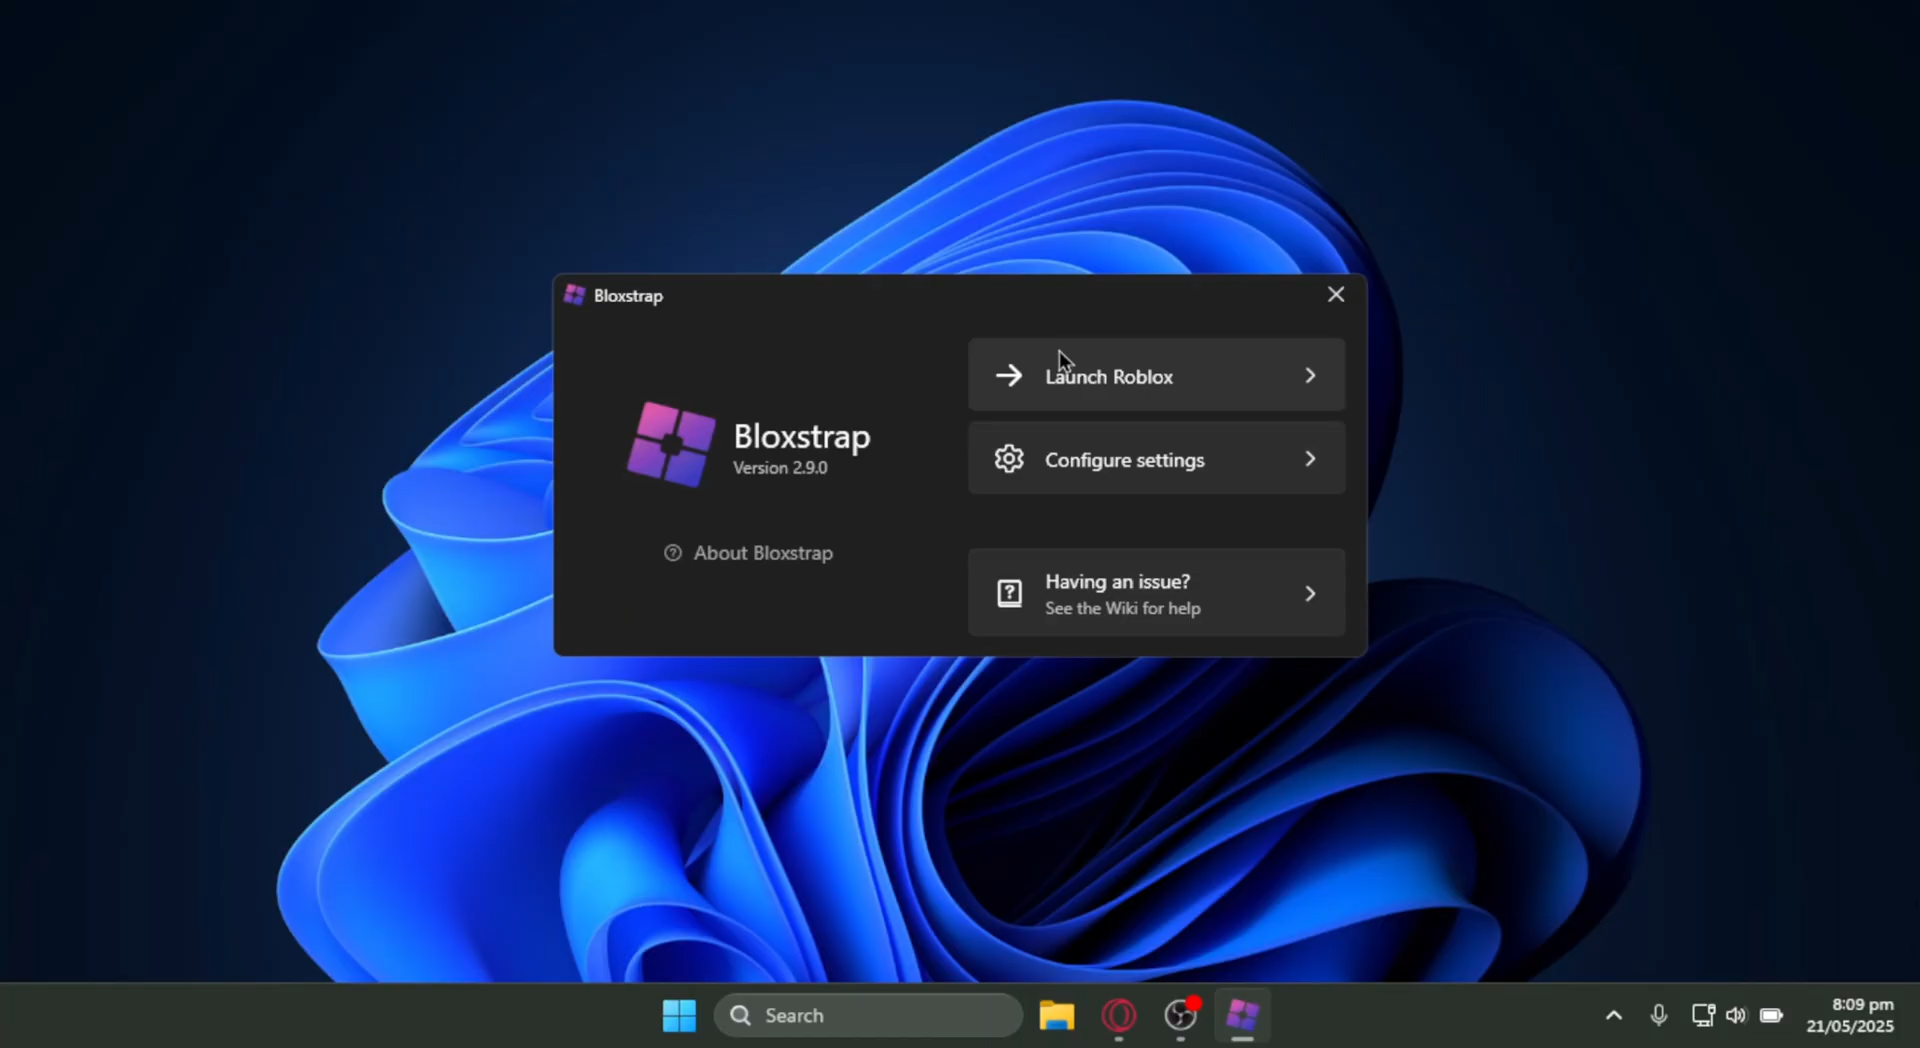 Bloxstrap
Launch Roblox
Bloxstrap
Version 2.9.0
Configure settings
About Bloxstrap
Having an issue?
See the Wiki for help
Search
8:09 pm
21/05/2025